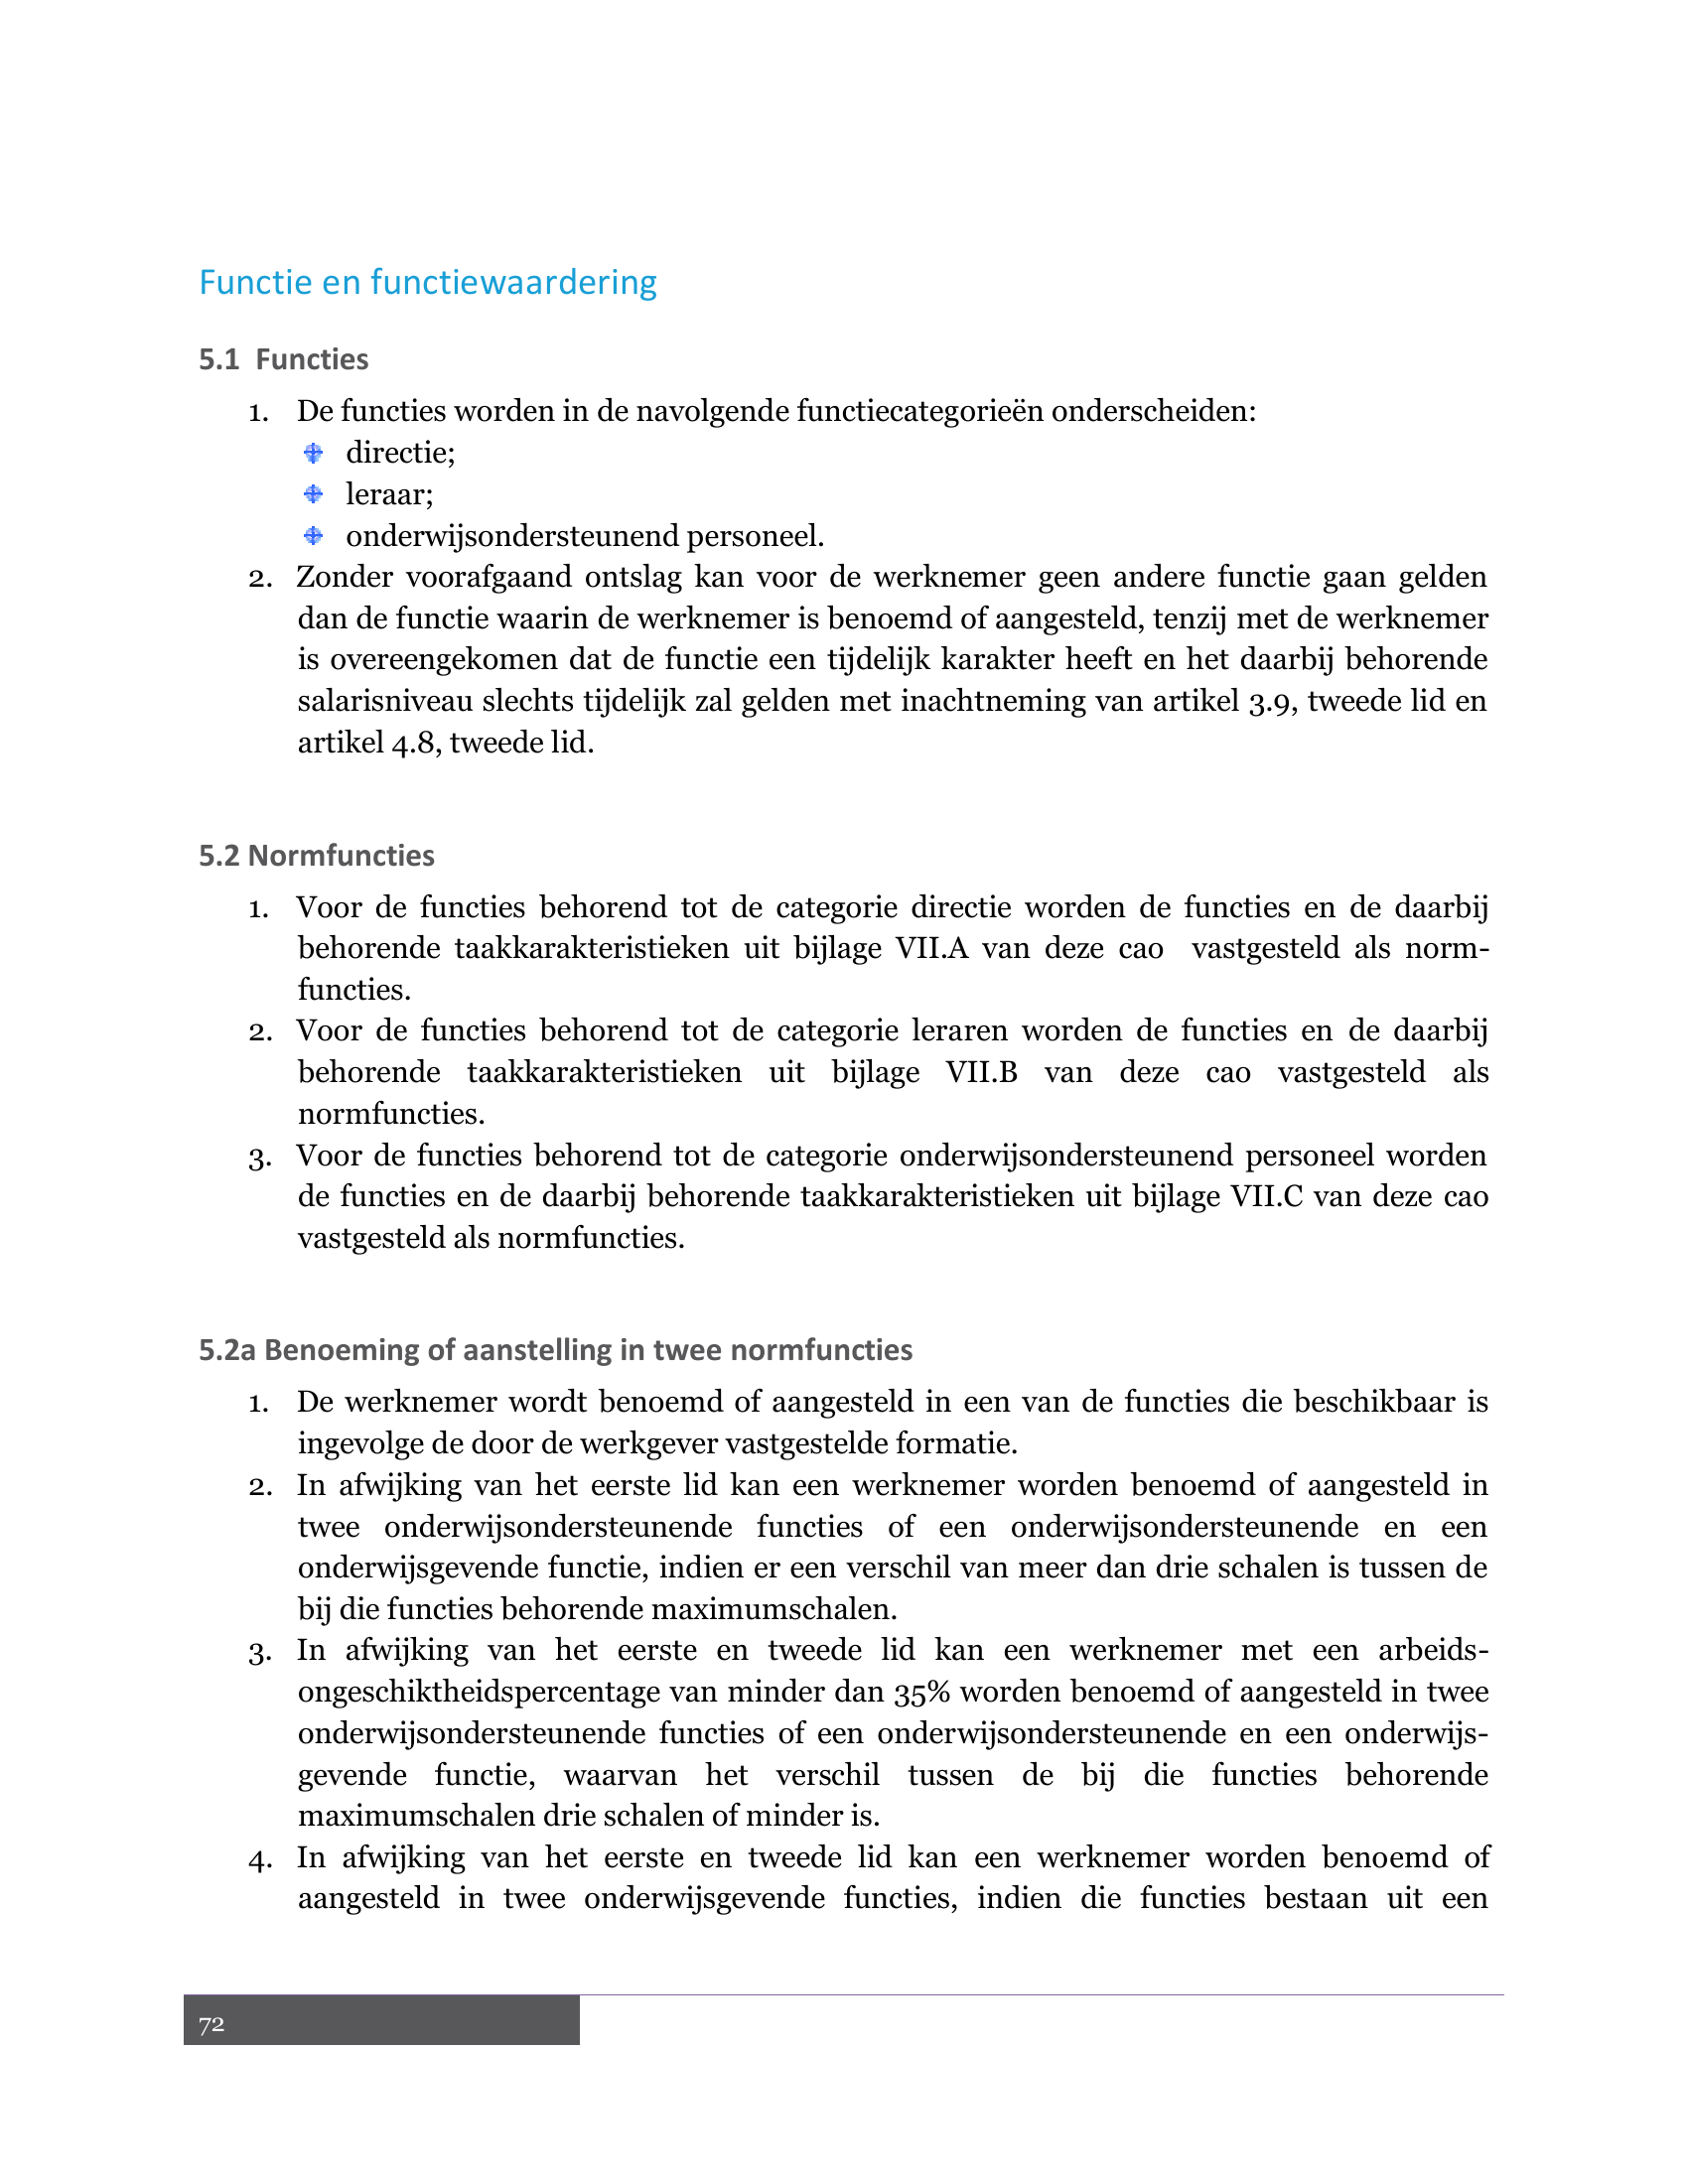 Functie en functiewaardering
5.1 Functies
1. De functies worden in de navolgende functiecategorieën onderscheiden:
directie;
leraar;
onderwijsondersteunend personeel.
2. Zonder voorafgaand ontslag kan voor de werknemer geen andere functie gaan gelden
dan de functie waarin de werknemer is benoemd of aangesteld, tenzij met de werknemer
is overeengekomen dat de functie een tijdelijk karakter heeft en het daarbij behorende
salarisniveau slechts tijdelijk zal gelden met inachtneming van artikel 3.9, tweede lid en
artikel 4.8, tweede lid.
5.2 Normfuncties
1. Voor de functies behorend tot de categorie directie worden de functies en de daarbij
behorende taakkarakteristieken uit bijlage VII.A van deze cao vastgesteld als norm-
functies.
2. Voor de functies behorend tot de categorie leraren worden de functies en de daarbij
behorende taakkarakteristieken uit bijlage VII.B van deze cao vastgesteld als
normfuncties.
3. Voor de functies behorend tot de categorie onderwijsondersteunend personeel worden
de functies en de daarbij behorende taakkarakteristieken uit bijlage VII.C van deze cao
vastgesteld als normfuncties.
5.2a Benoeming of aanstelling in twee normfuncties
1. De werknemer wordt benoemd of aangesteld in een van de functies die beschikbaar is
ingevolge de door de werkgever vastgestelde formatie.
2. In afwijking van het eerste lid kan een werknemer worden benoemd of aangesteld in
twee onderwijsondersteunende functies of een onderwijsondersteunende en een
onderwijsgevende functie, indien er een verschil van meer dan drie schalen is tussen de
bij die functies behorende maximumschalen.
3. In afwijking van het eerste en tweede lid kan een werknemer met een arbeids-
ongeschiktheidspercentage van minder dan 35% worden benoemd of aangesteld in twee
onderwijsondersteunende functies of een onderwijsondersteunende en een onderwijs-
gevende functie, waarvan het verschil tussen de bij die functies behorende
maximumschalen drie schalen of minder is.
4. In afwijking van het eerste en tweede lid kan een werknemer worden benoemd of
aangesteld in twee onderwijsgevende functies, indien die functies bestaan uit een
72